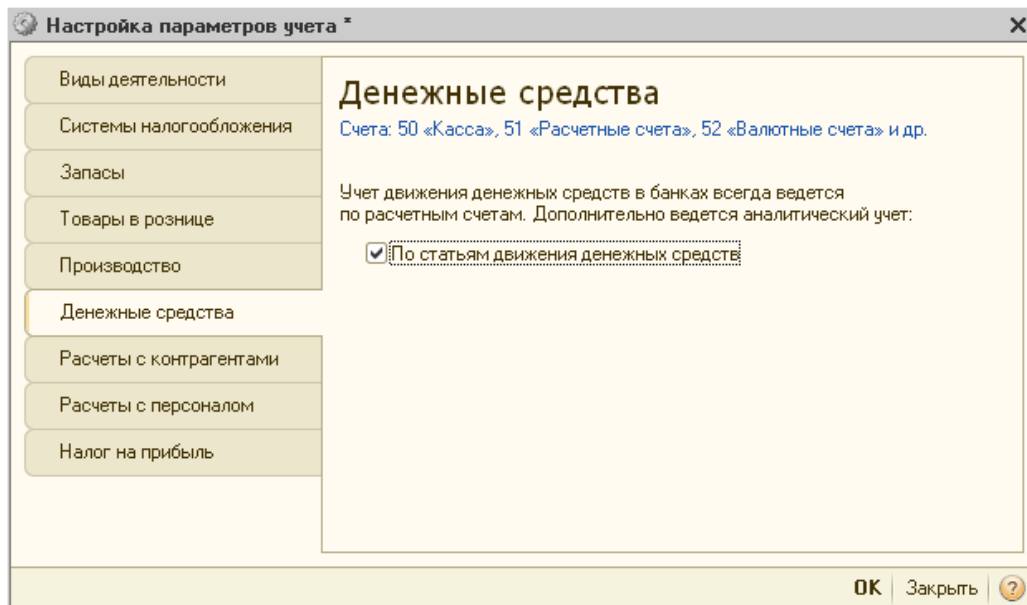 Настройка параметров учета *
Виды деятельности
Системы налогообложения
Запасы
Товары в рознице
Производство
Денежные средства
Расчеты с контрагентами
Расчеты с персоналом
Налог на прибыль
Денежные средства
Счета: 50 «Касса», 51 «Расчетные счета», 52 «Валютные счета» и др.
Учет движения денежных средств в банках всегда ведется
по расчетным счетам. Дополнительно ведется аналитический учет:
По статьям движения денежных средств
OK Закрыть ?